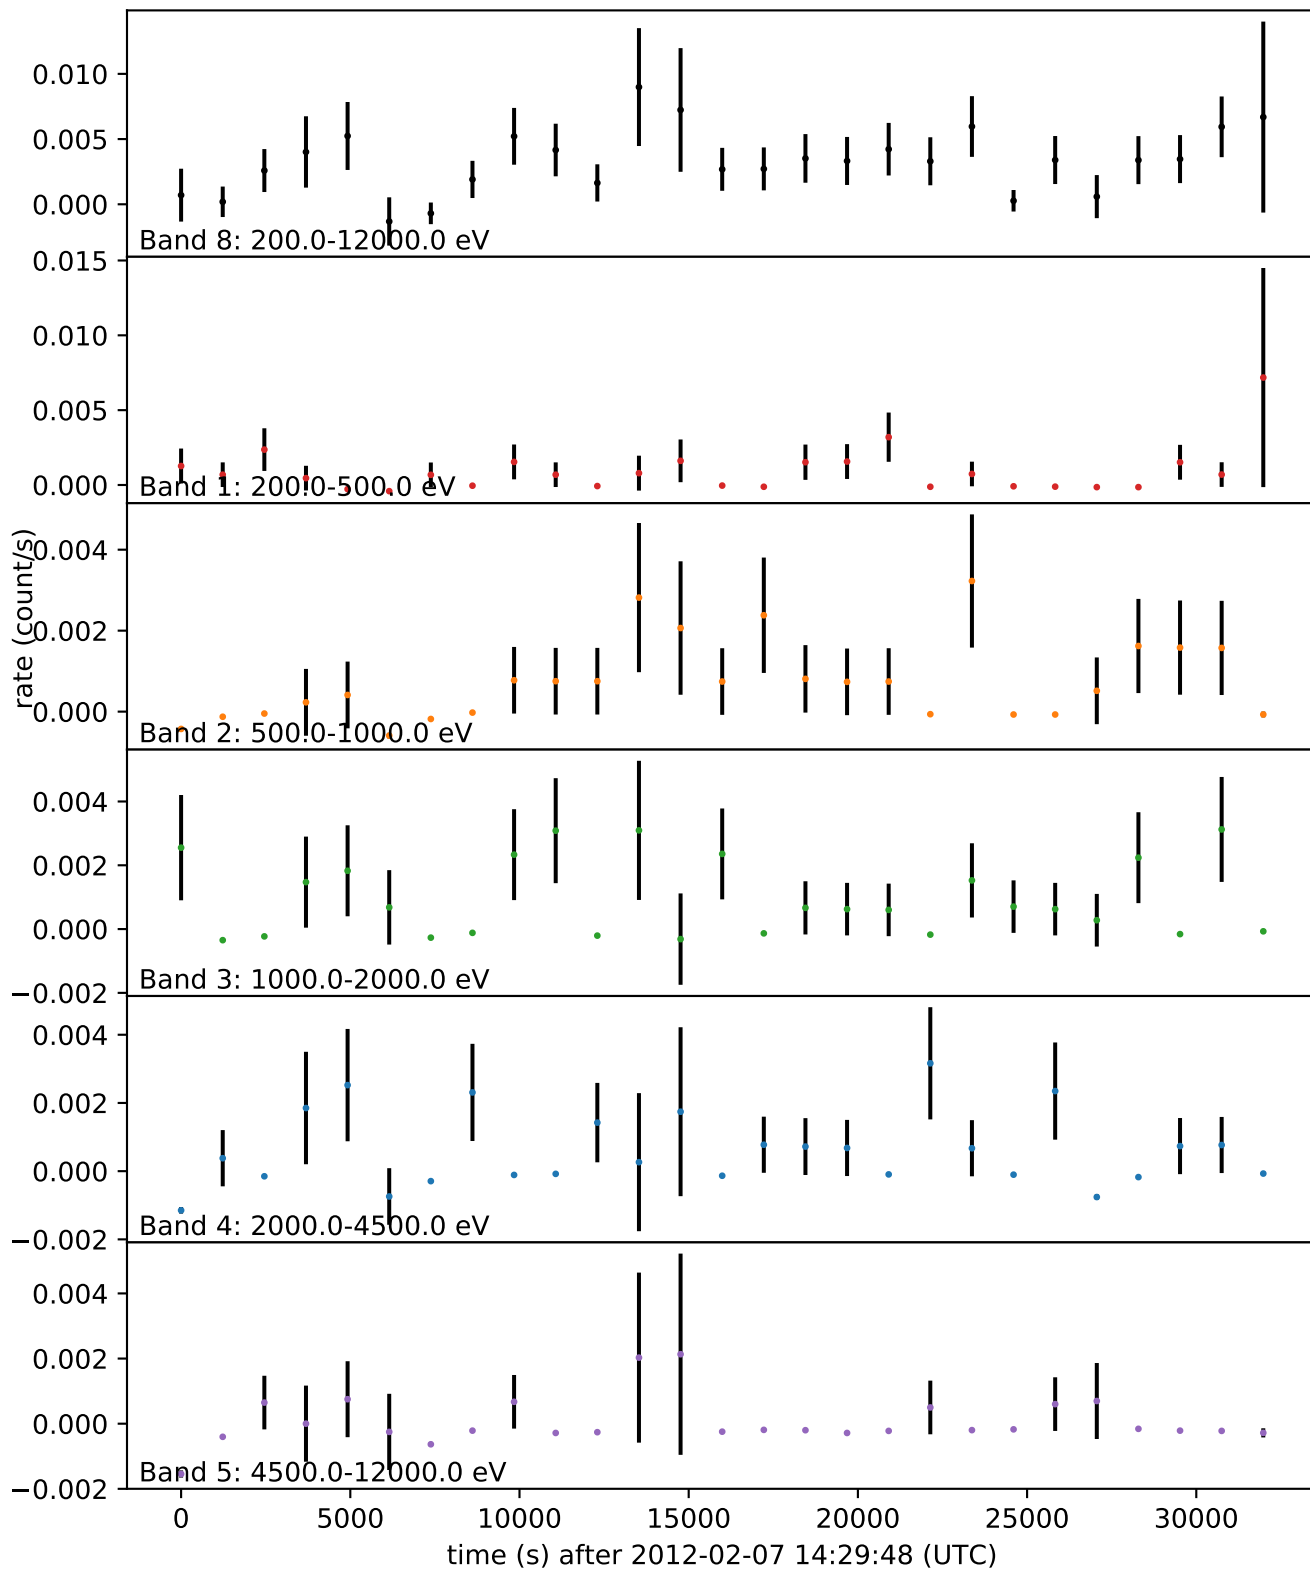 0.010
0.005
0.000
Band 8: 200.0-12000.0 eV
0.015
0.010
0.005
0.000
Band 1: 200.0-500.0 eV
rate (count/s)
0.004
0.002
0.000
Band 2: 500.0-1000.0 eV
0.004
0.002
0.000
−0.002
Band 3: 1000.0-2000.0 eV
0.004
0.002
0.000
−0.002
Band 4: 2000.0-4500.0 eV
0.004
0.002
0.000
−0.002
Band 5: 4500.0-12000.0 eV
0 5000 10000 15000 20000 25000 30000
time (s) after 2012-02-07 14:29:48 (UTC)